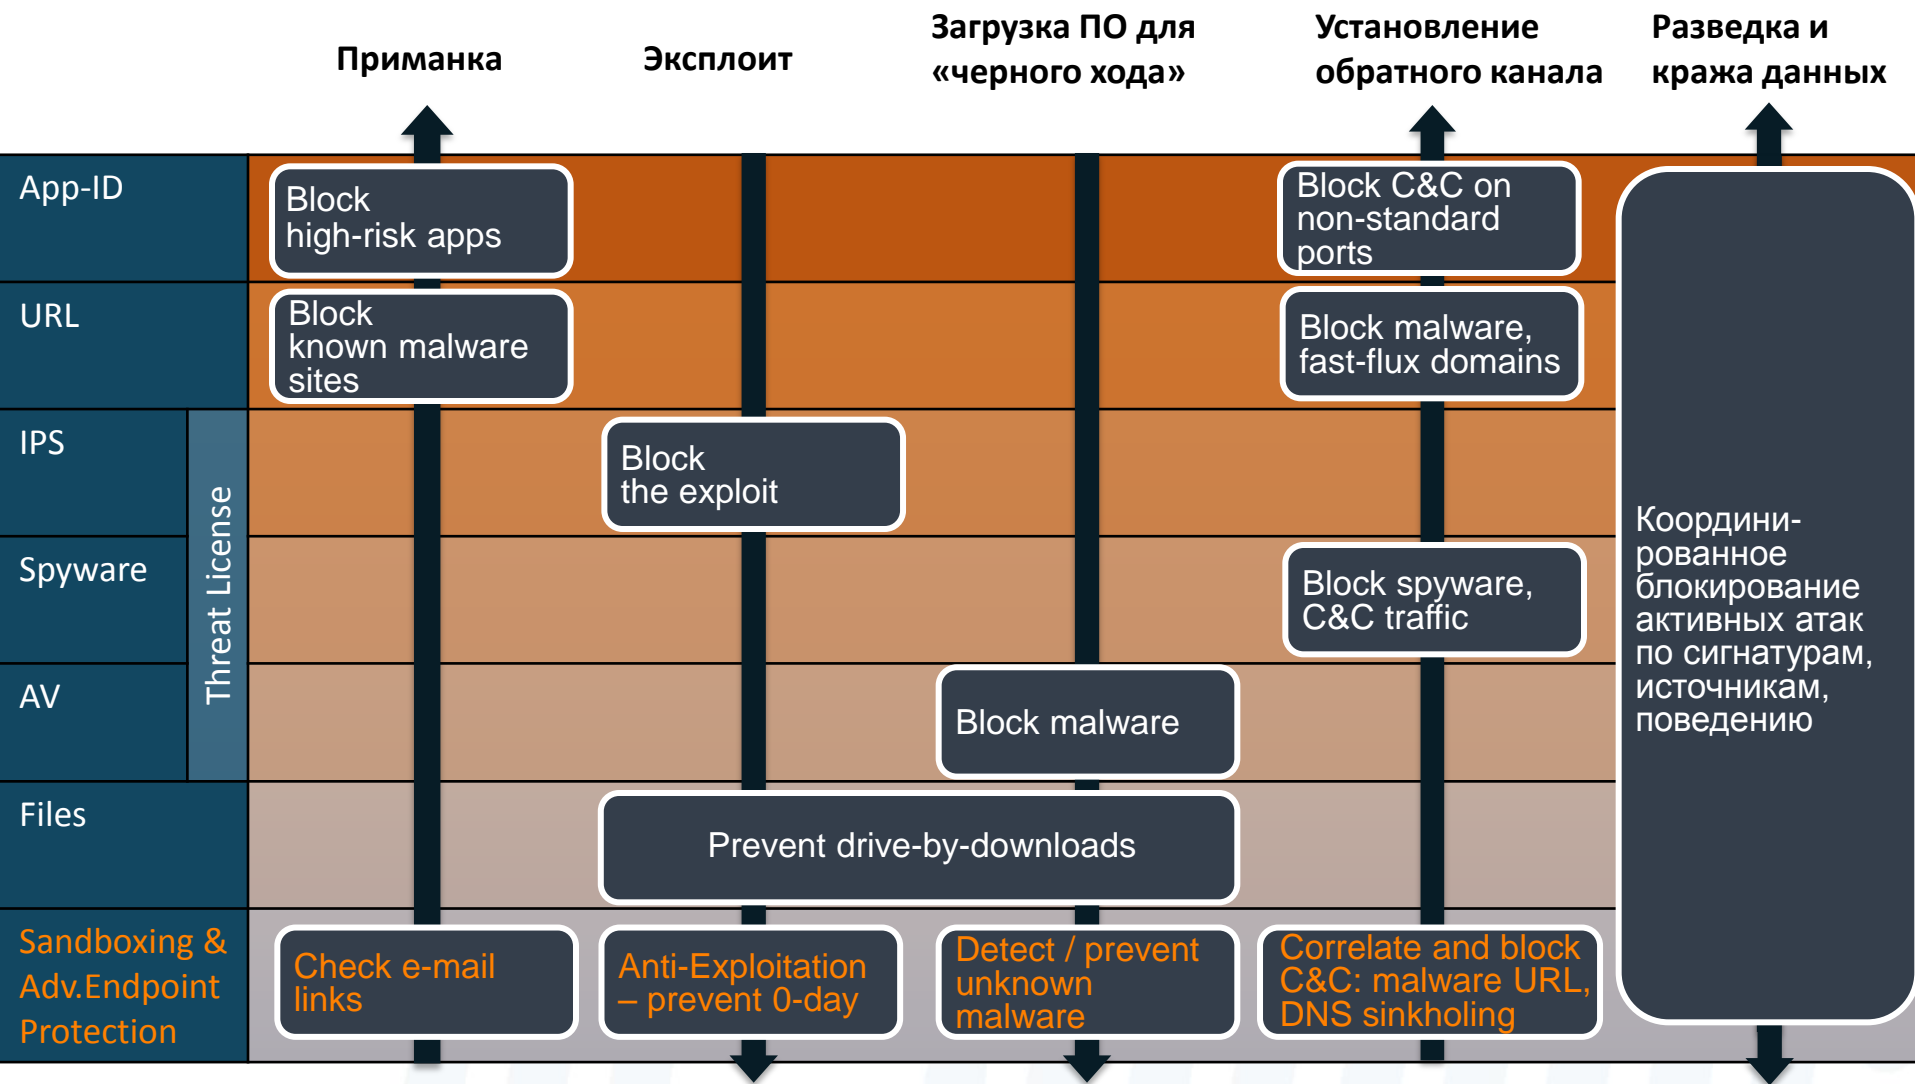 Приманка
Эксплоит
Загрузка ПО для
«черного хода»
Установление
обратного канала
Разведка и
кража данных
App-ID
Block
high-risk apps
Block C&C on
non-standard
ports
URL
Block
known malware
sites
Block malware,
fast-flux domains
IPS
Block
the exploit
Threat License
Spyware
Block spyware,
C&C traffic
AV
Block malware
Files
Prevent drive-by-downloads
Sandboxing &
Adv.Endpoint
Protection
Check e-mail
links
Anti-Exploitation
– prevent 0-day
Detect / prevent
unknown
malware
Correlate and block
C&C: malware URL,
DNS sinkholing
Координи-
рованное
блокирование
активных атак
по сигнатурам,
источникам,
поведению